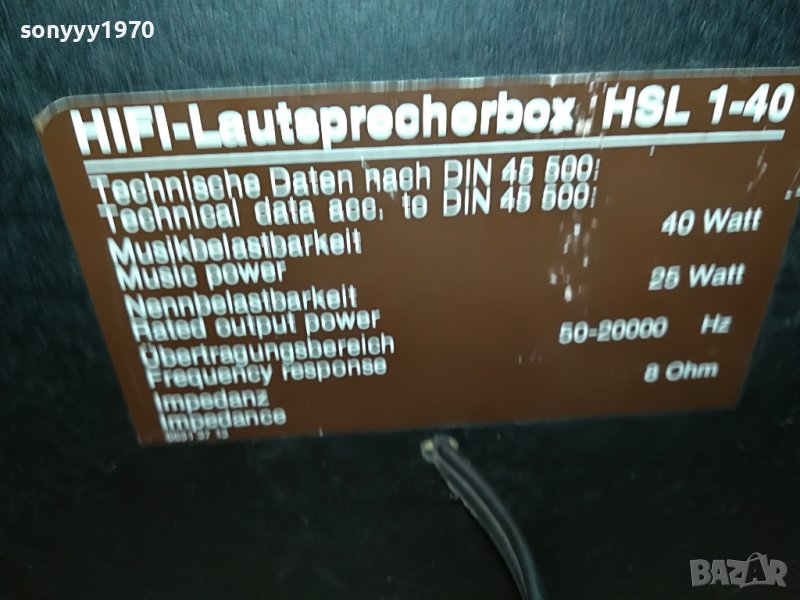 sonyyy1970
HIFI-Lautsprecherbox HSL 1-40
Technische Daten nach DIN 45 500:
Technical data acc. to DIN 45 500:
Musikbelastbarkeit 40 Watt
Music power
Nennbelastbarkeit 25 Watt
Rated output power
Übertragungsbereich 50-20000 Hz
Frequency response
Impedanz 8 Ohm
Impedance
BAZAR